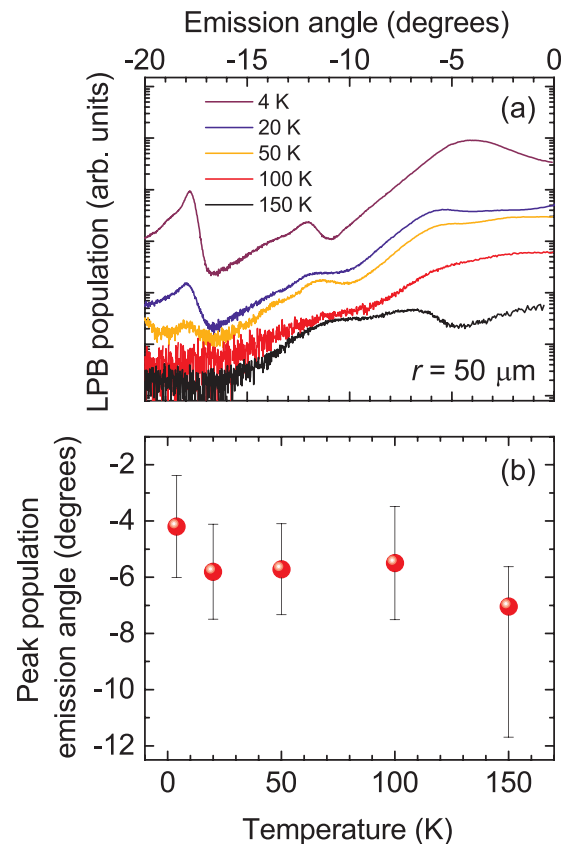 Emission angle (degrees)
-20 -15 -10 -5 0
LPB population (arb. units)
(a)
4 K
20 K
50 K
100 K
150 K
r = 50 μm
(b)
Peak population
emission angle (degrees)
-2
-4
-6
-8
-10
-12
0 50 100 150
Temperature (K)